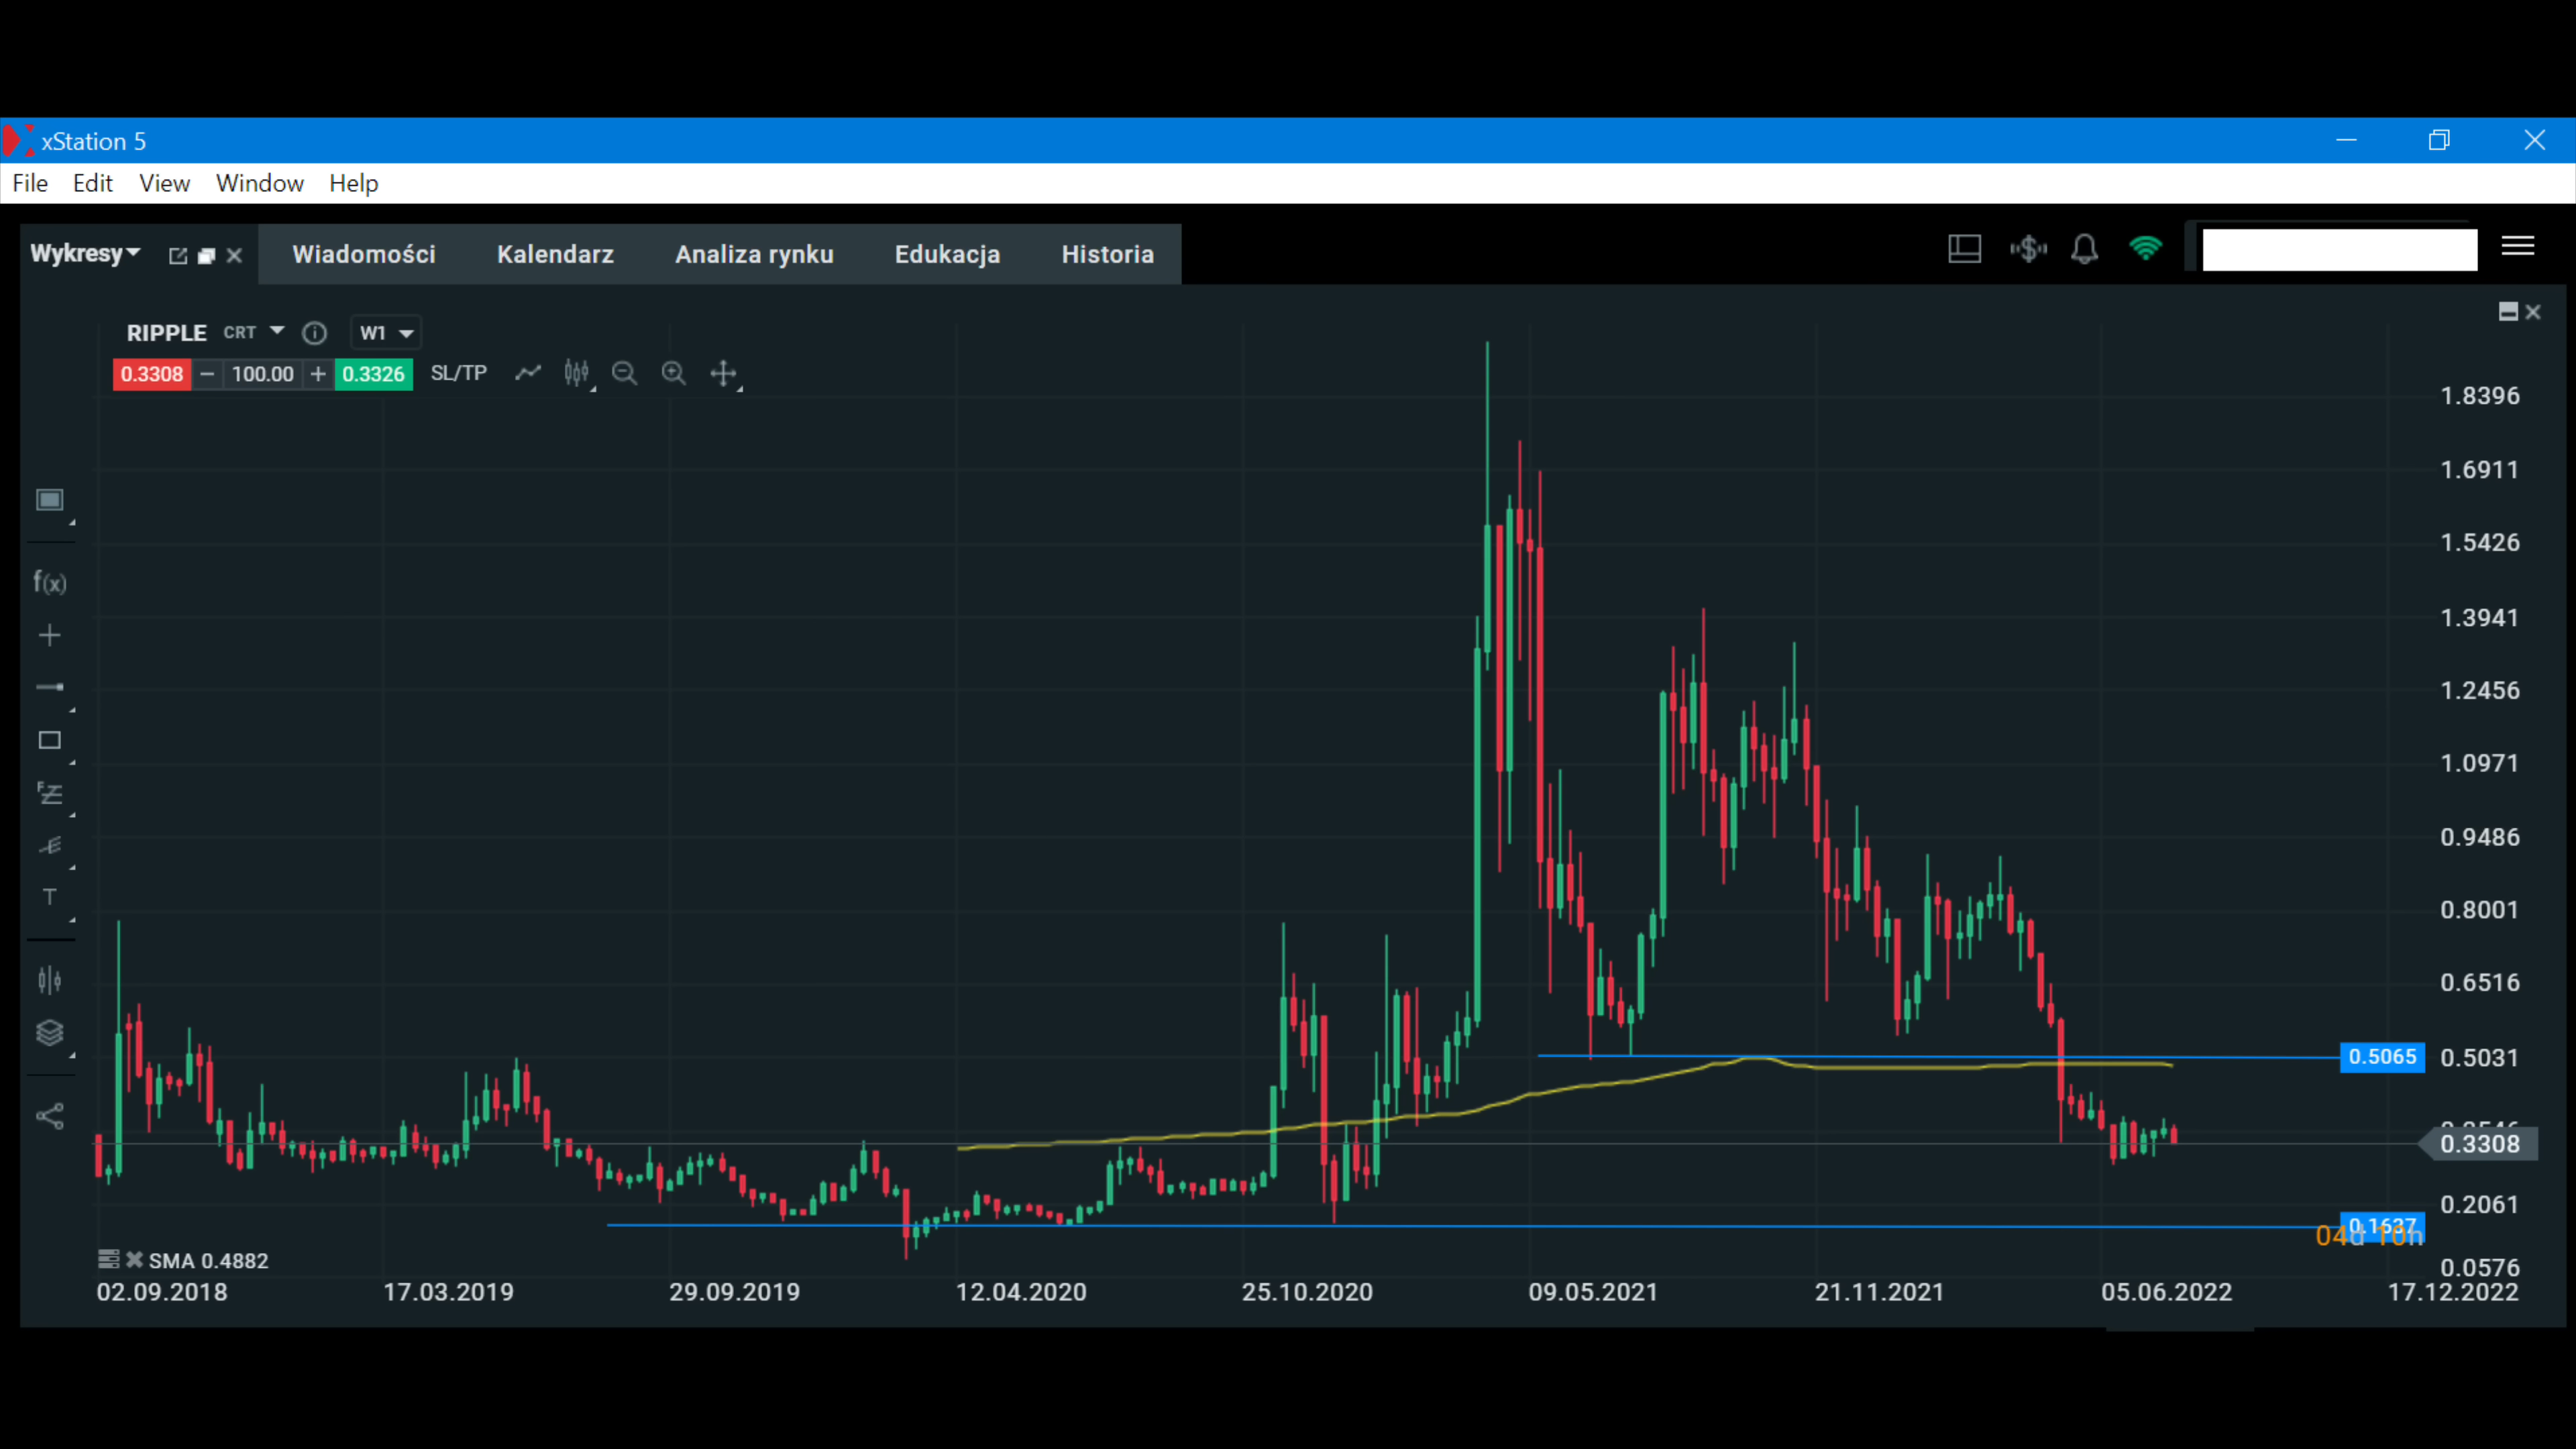 xStation 5
File Edit View Window Help
Wykresy Wiadomości Kalendarz Analiza rynku Edukacja Historia
RIPPLE CRT W1
0.3308 − 100.00 + 0.3326 SL/TP
1.8396
1.6911
1.5426
f(x)
1.3941
1.2456
1.0971
F
0.9486
T
0.8001
0.6516
0.5065 0.5031
0.3308
0.2061
0.1637
04d 10h
SMA 0.4882
0.0576
02.09.2018 17.03.2019 29.09.2019 12.04.2020 25.10.2020 09.05.2021 21.11.2021 05.06.2022 17.12.2022